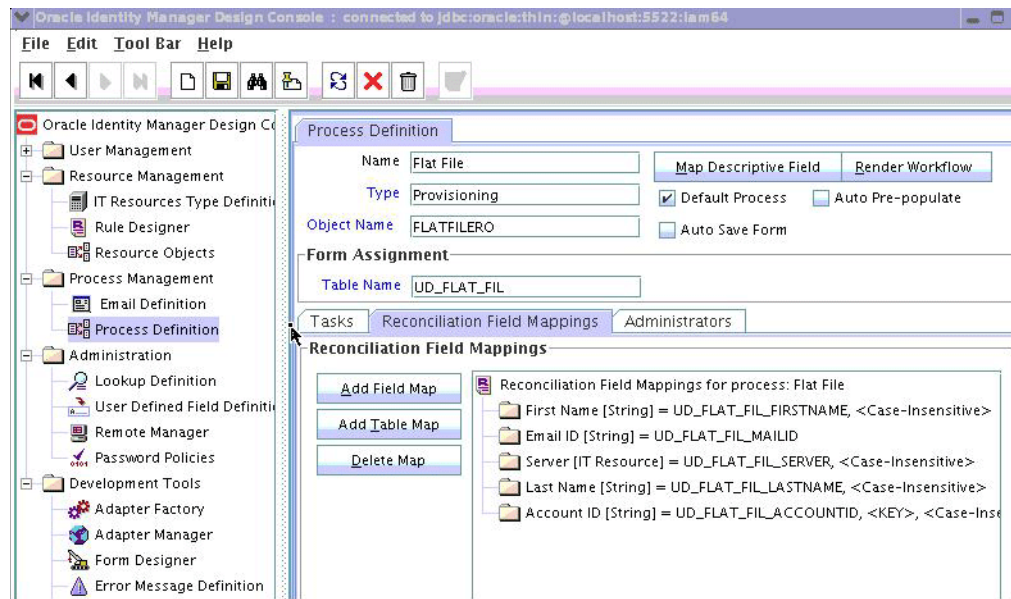 Oracle Identity Manager Design Console : connected to jdbc:oracle:thin:@localhost:5522:iam64
File Edit Tool Bar Help
Oracle Identity Manager Design Co
User Management
Resource Management
IT Resources Type Definiti
Rule Designer
Resource Objects
Process Management
Email Definition
Process Definition
Administration
Lookup Definition
User Defined Field Definiti
Remote Manager
Password Policies
Development Tools
Adapter Factory
Adapter Manager
Form Designer
Error Message Definition
Process Definition
Name Flat File
Map Descriptive Field Render Workflow
Type Provisioning
Default Process Auto Pre-populate
Object Name FLATFILERO
Auto Save Form
Form Assignment
Table Name UD_FLAT_FIL
Tasks Reconciliation Field Mappings Administrators
Reconciliation Field Mappings
Add Field Map
Add Table Map
Delete Map
Reconciliation Field Mappings for process: Flat File
First Name [String] = UD_FLAT_FIL_FIRSTNAME, <Case-Insensitive>
Email ID [String] = UD_FLAT_FIL_MAILID
Server [IT Resource] = UD_FLAT_FIL_SERVER, <Case-Insensitive>
Last Name [String] = UD_FLAT_FIL_LASTNAME, <Case-Insensitive>
Account ID [String] = UD_FLAT_FIL_ACCOUNTID, <KEY>, <Case-Inse